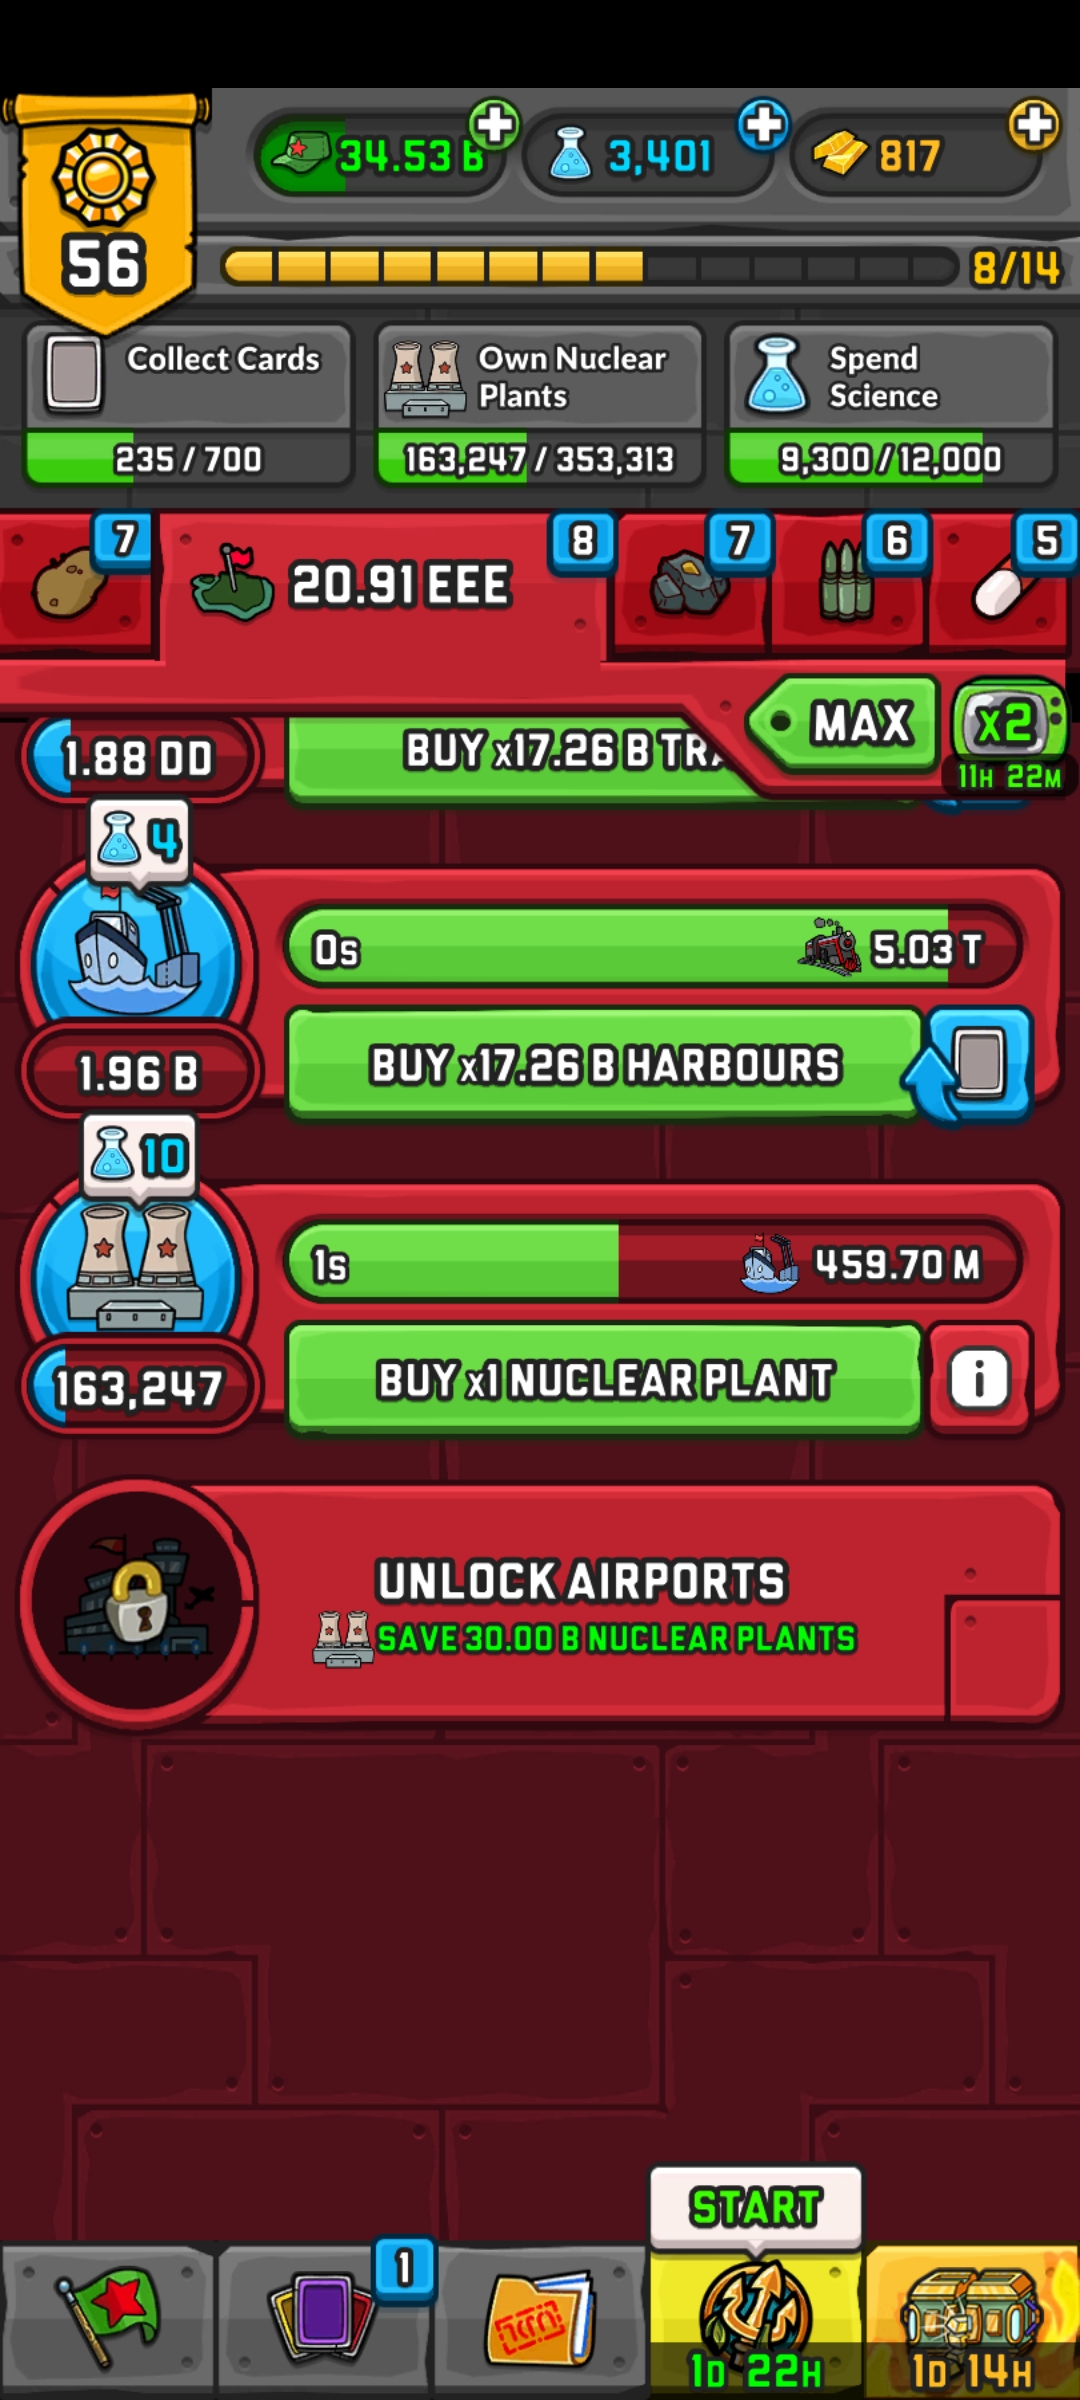 56
34.53 B
3,401
817
8/14
Collect Cards
235 / 700
Own Nuclear
Plants
163,247 / 353,313
Spend
Science
9,300 / 12,000
7
20.91 EEE
8
7
6
5
MAX
x2
11H 22M
1.88 DD
BUY x17.26 B
4
0s
5.03 T
1.96 B
BUY x17.26 B HARBOURS
10
1s
459.70 M
163,247
BUY x1 NUCLEAR PLANT
i
UNLOCK AIRPORTS
SAVE 30.00 B NUCLEAR PLANTS
START
1
1D 22H
1D 14H